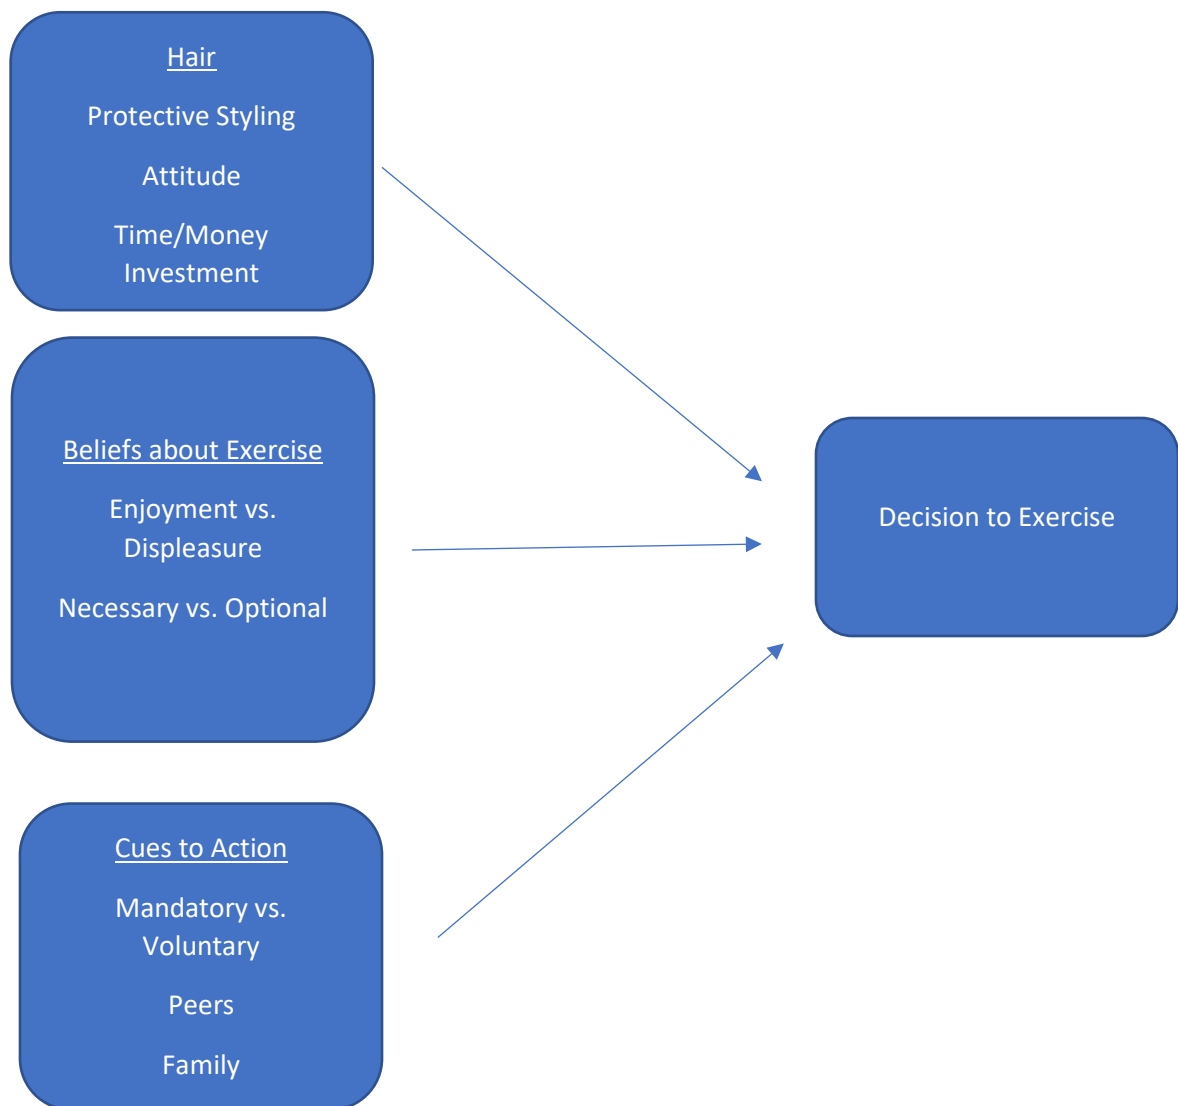 Hair
Protective Styling
Attitude
Time/Money
Investment
Beliefs about Exercise
Enjoyment vs.
Displeasure
Necessary vs. Optional
Decision to Exercise
Cues to Action
Mandatory vs.
Voluntary
Peers
Family